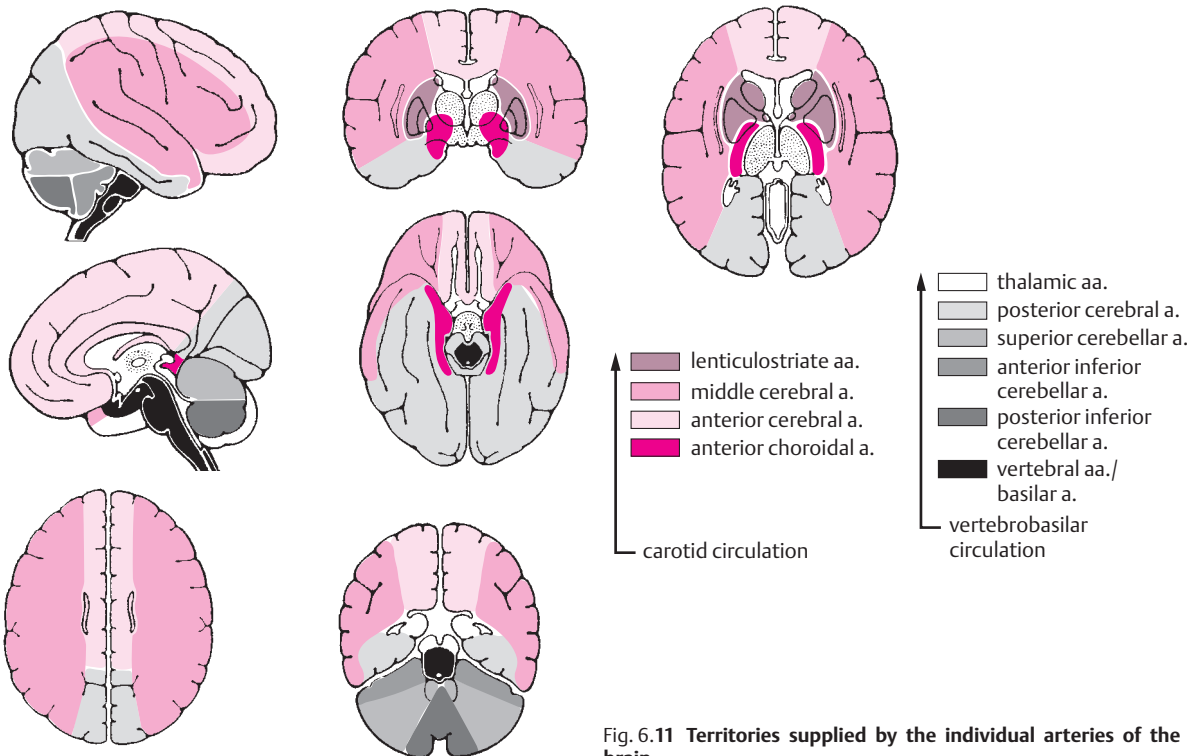 lenticulostriate aa.
middle cerebral a.
anterior cerebral a.
anterior choroidal a.
carotid circulation
thalamic aa.
posterior cerebral a.
superior cerebellar a.
anterior inferior
cerebellar a.
posterior inferior
cerebellar a.
vertebral aa./
basilar a.
vertebrobasilar
circulation
Fig. 6.11 Territories supplied by the individual arteries of the